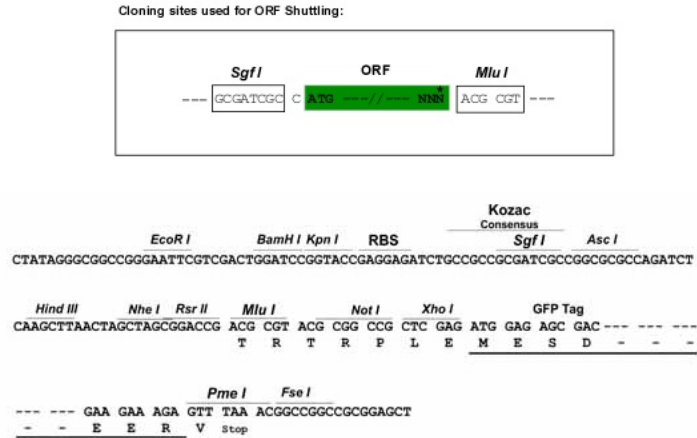 Cloning sites used for ORF Shuttling:
Sgf I ORF Mlu I
--- GCGATCGC C ATG ---//--- NNN* ACG CGT ---
Kozac
Consensus
EcoR I BamH I Kpn I RBS Sgf I Asc I
CTATAGGGCGGCCGGGAATTCGTCGACTGGATCCGGTACCGAGGAGATCTGCCGCCGCGATCGCCGGCGCGCCAGATCT
Hind III Nhe I Rsr II Mlu I Not I Xho I GFP Tag
CAAGCTTAACTAGCTAGCGGACCG ACG CGT ACG CGG CCG CTC GAG ATG GAG AGC GAC --- --- ---
T R T R P L E M E S D - - -
Pme I Fse I
--- --- GAA GAA AGA GTT TAA ACGGCCGGCCGCGGAGCT
- - E E R V Stop